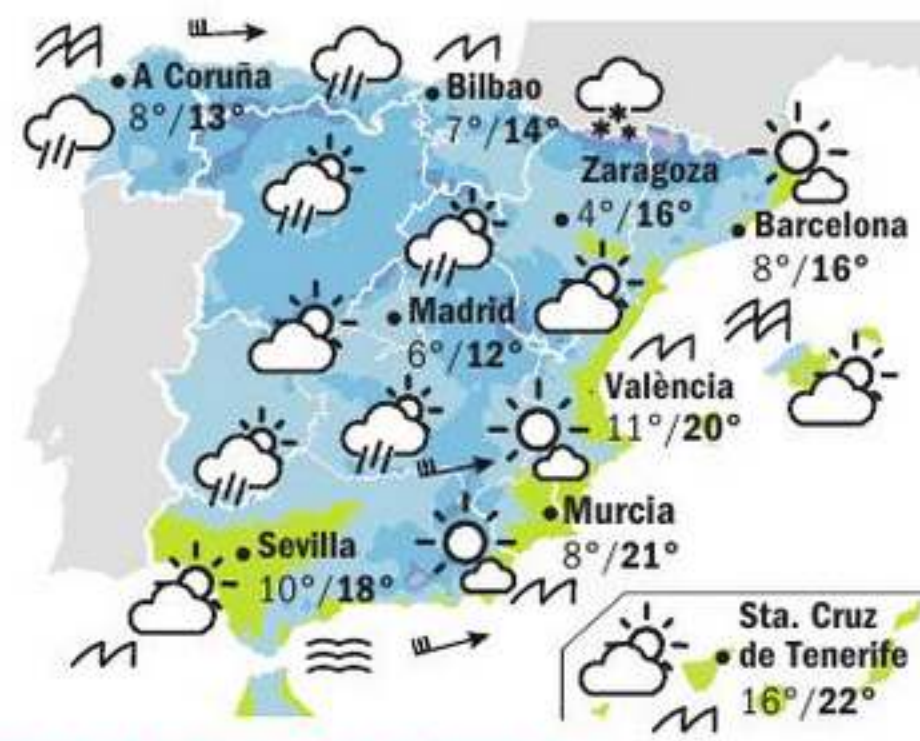 A Coruña
8°/13°
Bilbao
7°/14°
Zaragoza
4°/16°
Barcelona
8°/16°
Madrid
6°/12°
València
11°/20°
Murcia
8°/21°
Sevilla
10°/18°
Sta. Cruz
de Tenerife
16°/22°